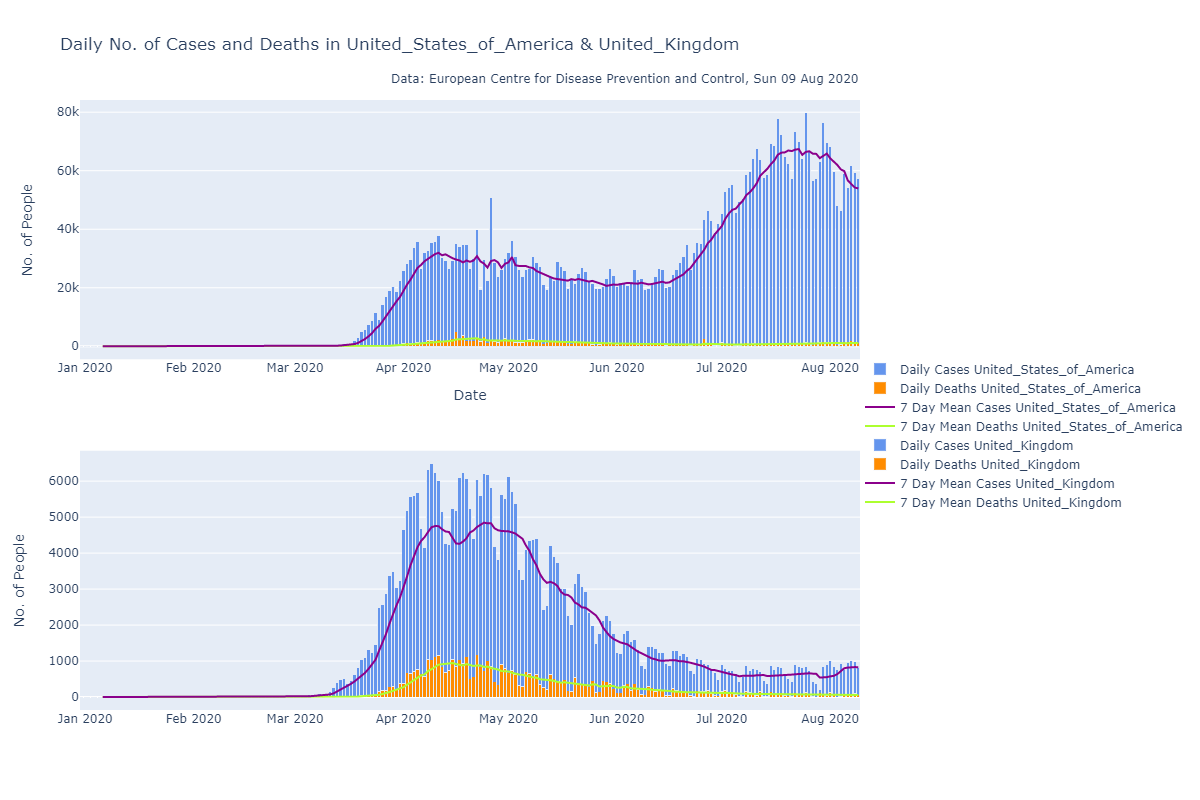 Daily No. of Cases and Deaths in United_States_of_America & United_Kingdom
Data: European Centre for Disease Prevention and Control, Sun 09 Aug 2020
No. of People
80k
60k
40k
20k
0
Jan 2020 Feb 2020 Mar 2020 Apr 2020 May 2020 Jun 2020 Jul 2020 Aug 2020
Date
Daily Cases United_States_of_America
Daily Deaths United_States_of_America
7 Day Mean Cases United_States_of_America
7 Day Mean Deaths United_States_of_America
Daily Cases United_Kingdom
Daily Deaths United_Kingdom
7 Day Mean Cases United_Kingdom
7 Day Mean Deaths United_Kingdom
No. of People
6000
5000
4000
3000
2000
1000
0
Jan 2020 Feb 2020 Mar 2020 Apr 2020 May 2020 Jun 2020 Jul 2020 Aug 2020